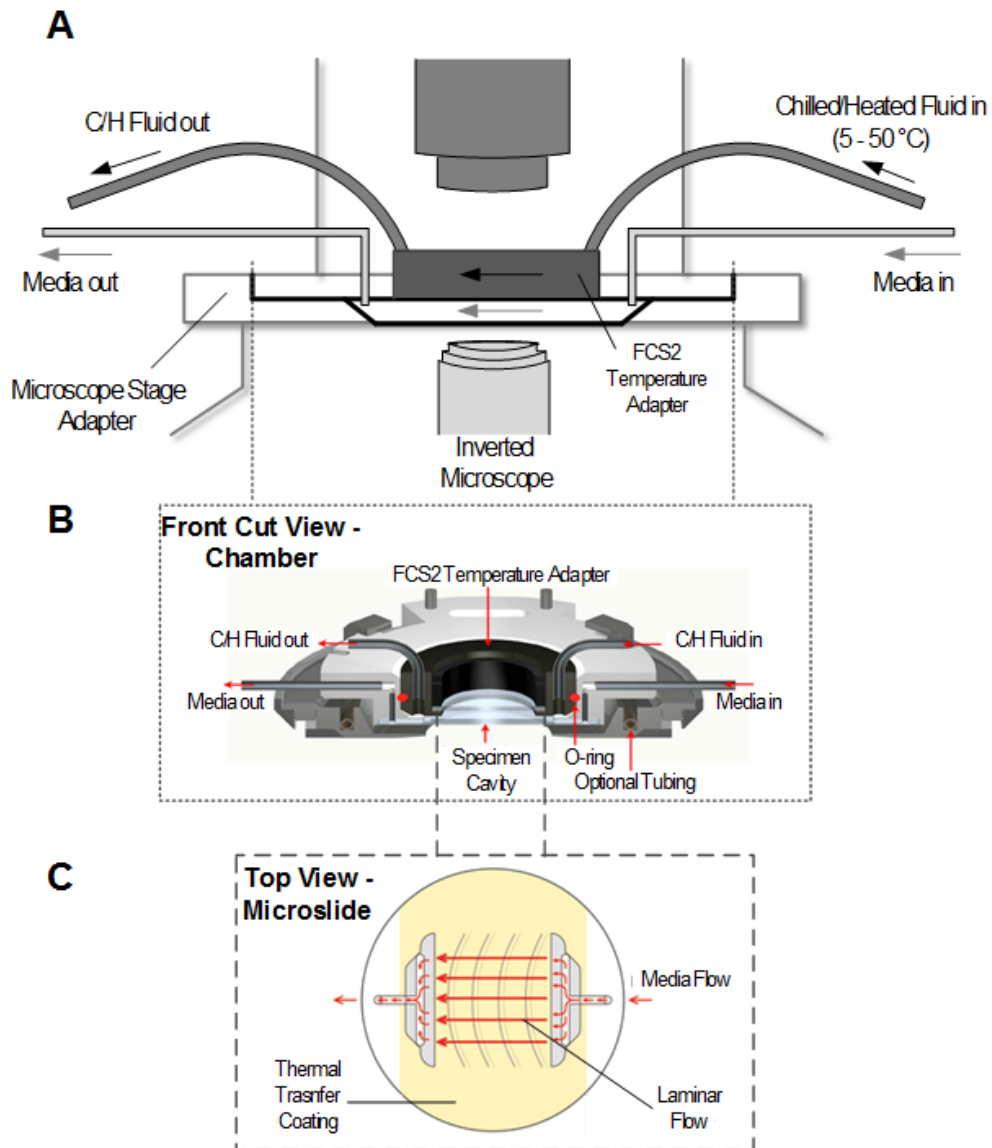 A
C/H Fluid out
Chilled/Heated Fluid in
(5 - 50 °C)
Media out
Media in
Microscope Stage
Adapter
FCS2
Temperature
Adapter
Inverted
Microscope
B
Front Cut View -
Chamber
FCS2 Temperature Adapter
C/H Fluid out
C/H Fluid in
Media out
Media in
Specimen
Cavity
O-ring
Optional Tubing
C
Top View -
Microslide
Media Flow
Thermal
Trasnfer
Coating
Laminar
Flow